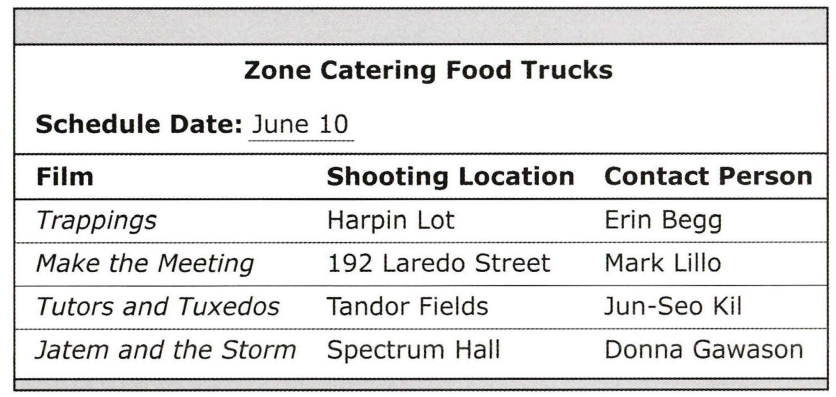 Zone Catering Food Trucks
Schedule Date: June 10
Film Shooting Location Contact Person
Trappings Harpin Lot Erin Begg
Make the Meeting 192 Laredo Street Mark Lillo
Tutors and Tuxedos Tandor Fields Jun-Seo Kil
Jatem and the Storm Spectrum Hall Donna Gawason